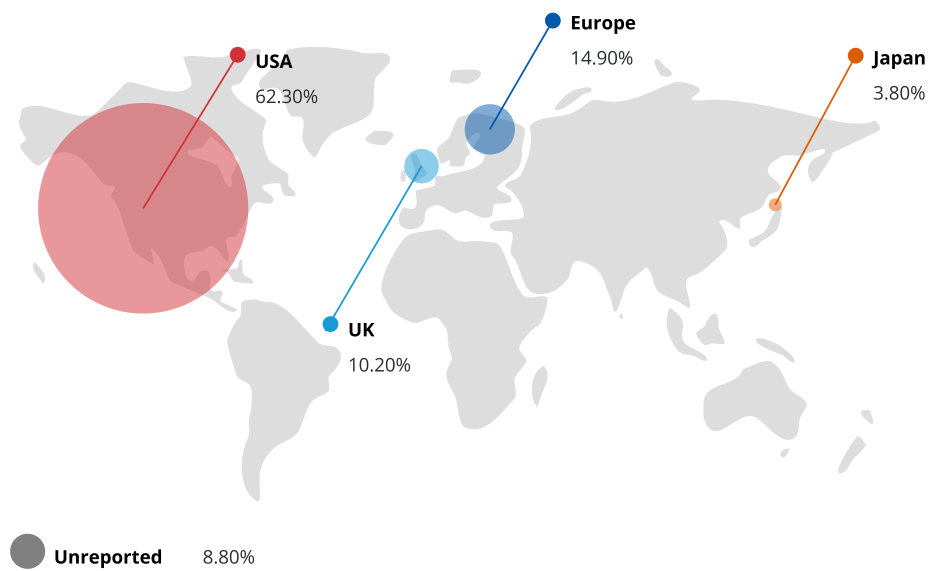 USA
62.30%
Europe
14.90%
Japan
3.80%
UK
10.20%
Unreported 8.80%